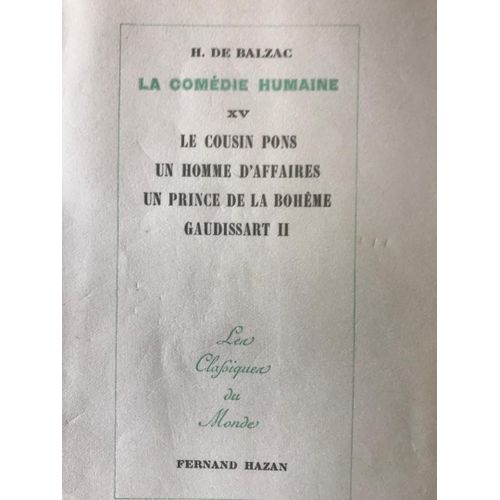 H. DE BALZAC
LA COMÉDIE HUMAINE
XV
LE COUSIN PONS
UN HOMME D'AFFAIRES
UN PRINCE DE LA BOHÊME
GAUDISSART II
Les
Claſsiques
du
Monde
FERNAND HAZAN